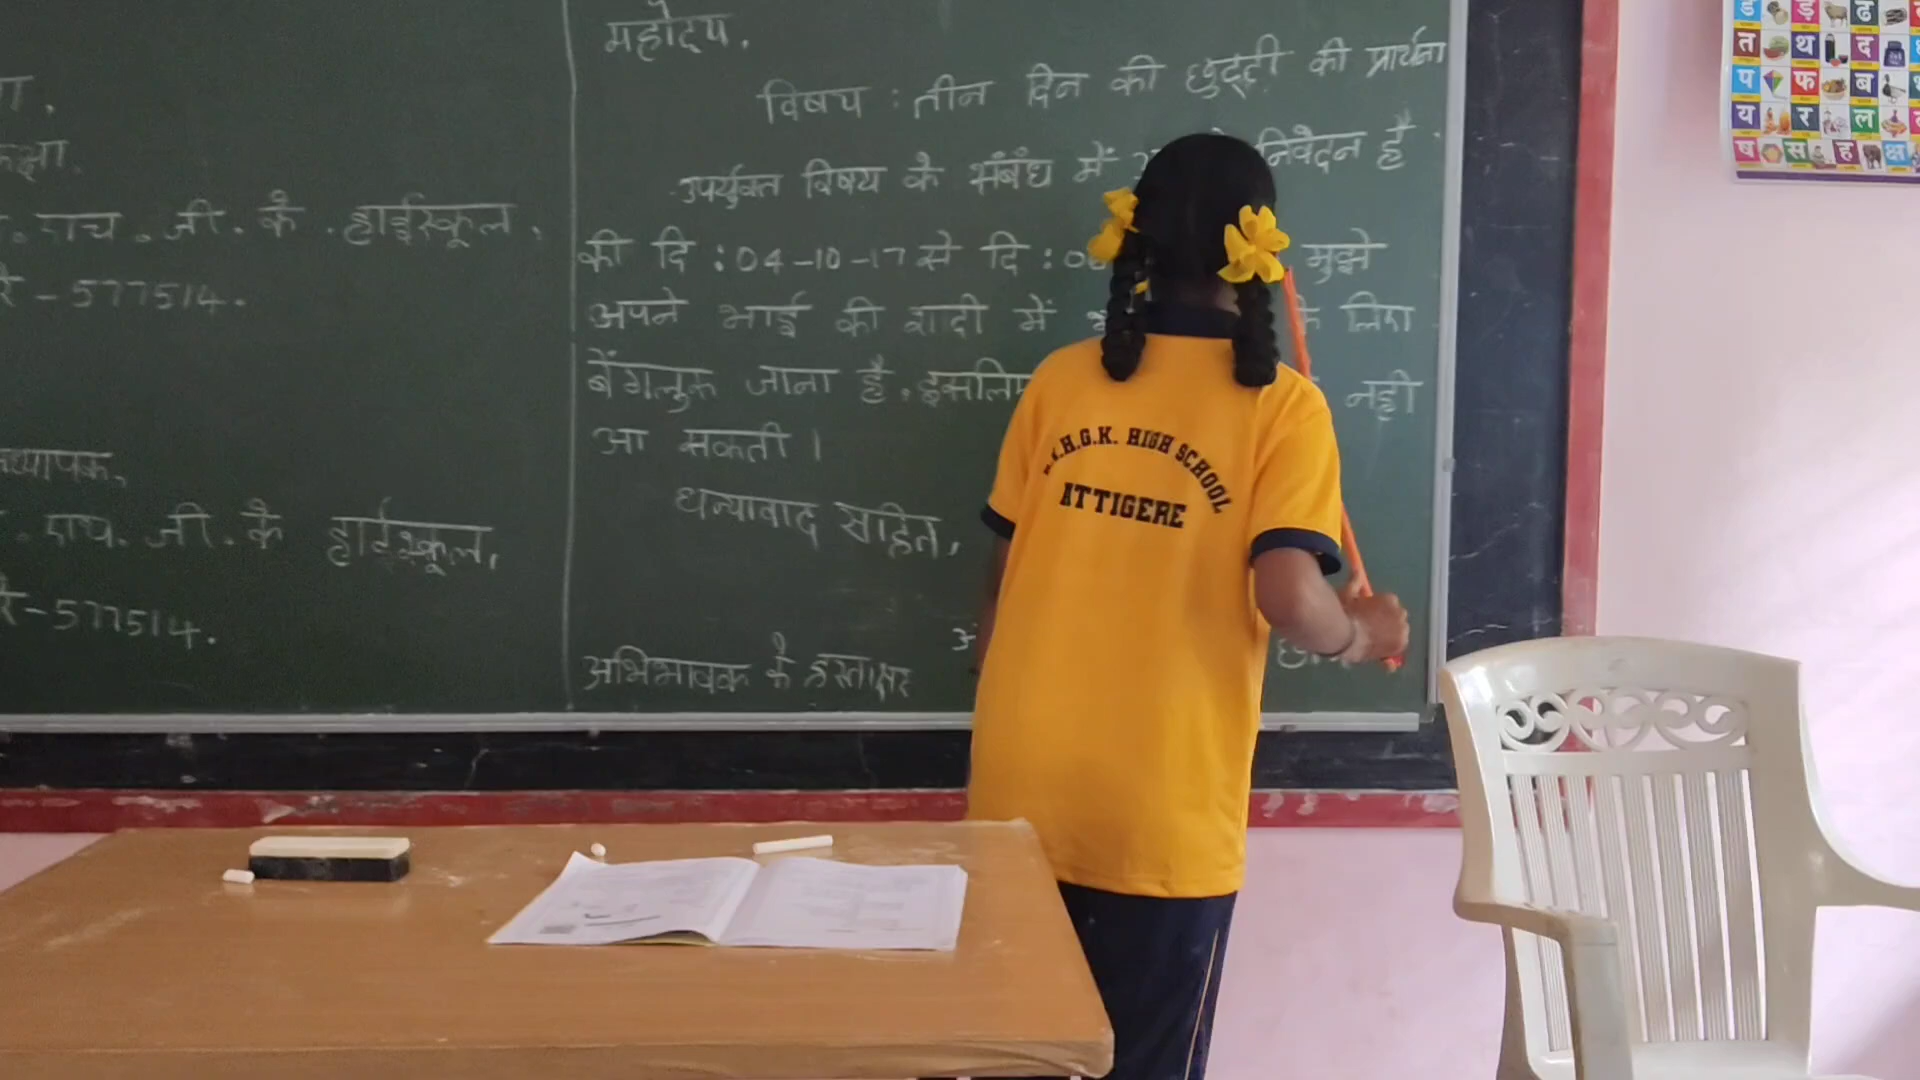 महोदय,
विषय : तीन दिन की छुट्टी की प्रार्थना
उपर्युक्त विषय के संबंध में निवेदन है
की दि : 04-10-17 से दि : 0 मुझे
अपने भाई की शादी में के लिए
बेंगलुरु जाना है, नही
आ सकती ।
धन्यावाद सहित,
अभिभावक के हस्ताक्षर
एच. जी. के. हाईस्कूल,
- 577514.
एच. जी. के हाईस्कूल,
-577514.
H.G.K. HIGH SCHOOL
ATTIGERE
ड ड़ ढ
त थ द
प फ ब
य र ल
ष स ह क्ष